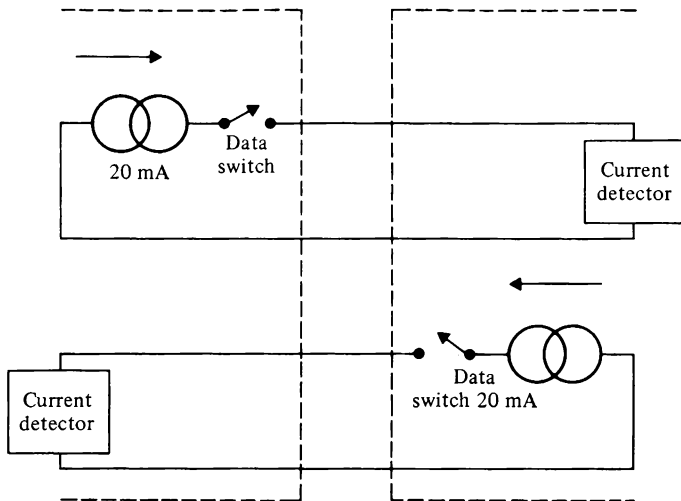 20 mA
Data
switch
Current
detector
Current
detector
Data
switch 20 mA